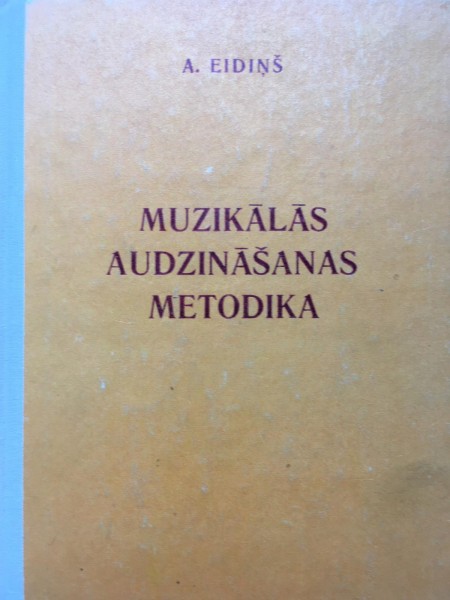 A. EIDIŅŠ
MUZIKĀLĀS
AUDZINĀŠANAS
METODIKA